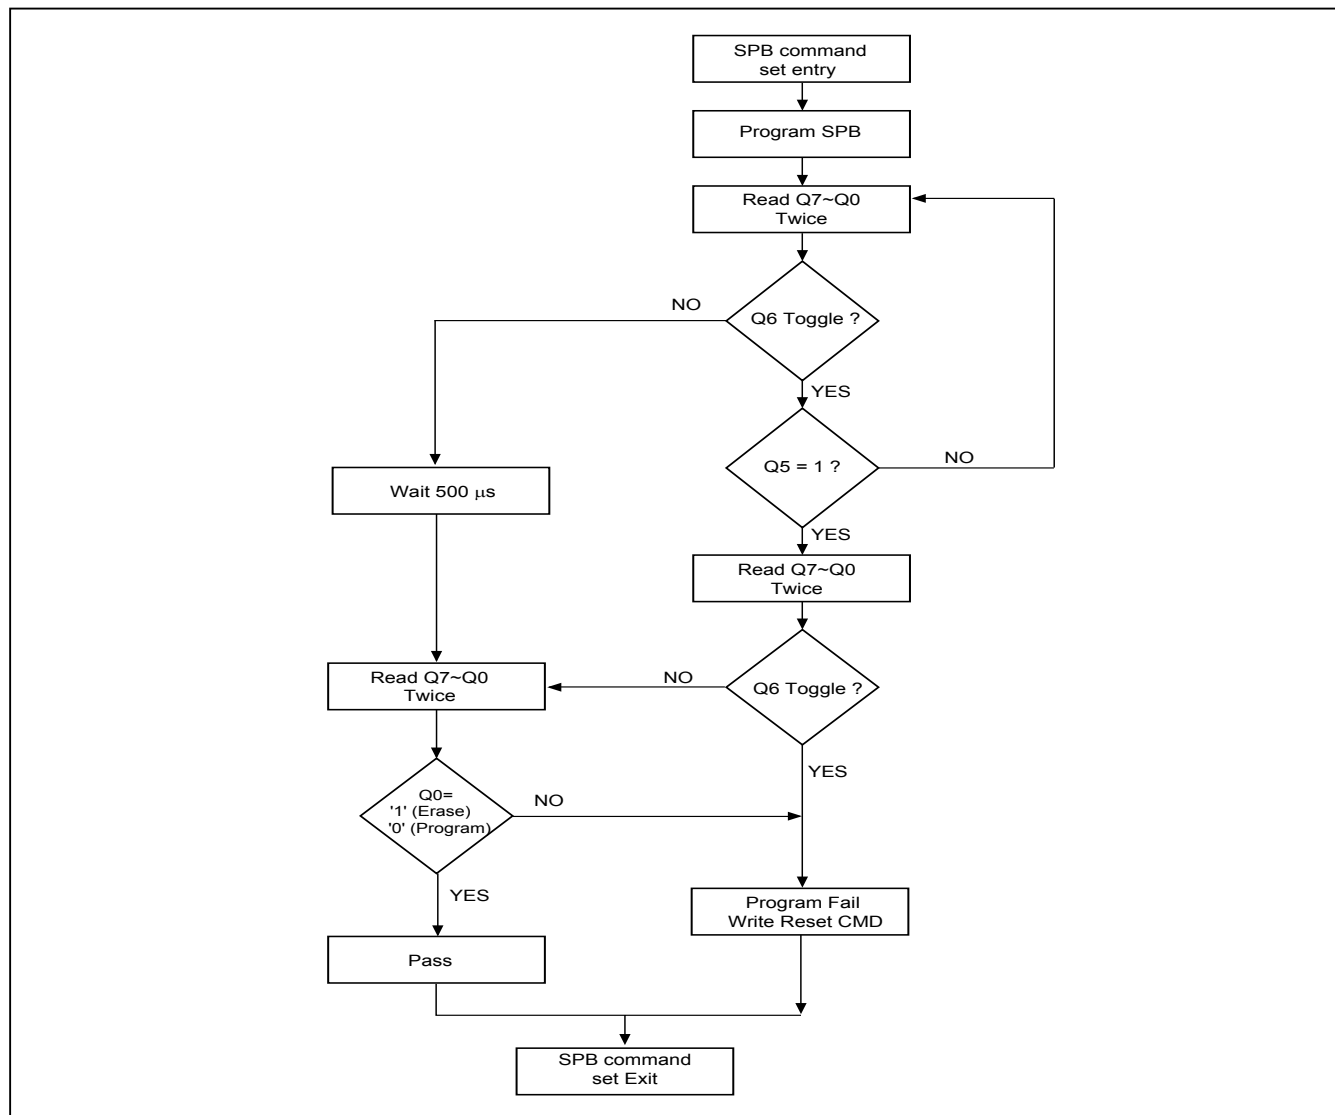 SPB command
set entry
Program SPB
Read Q7~Q0
Twice
NO
Q6 Toggle ?
YES
Q5 = 1 ?
NO
Wait 500 μs
YES
Read Q7~Q0
Twice
Read Q7~Q0
Twice
NO
Q6 Toggle ?
YES
Q0=
'1' (Erase)
'0' (Program)
NO
YES
Program Fail
Write Reset CMD
Pass
SPB command
set Exit